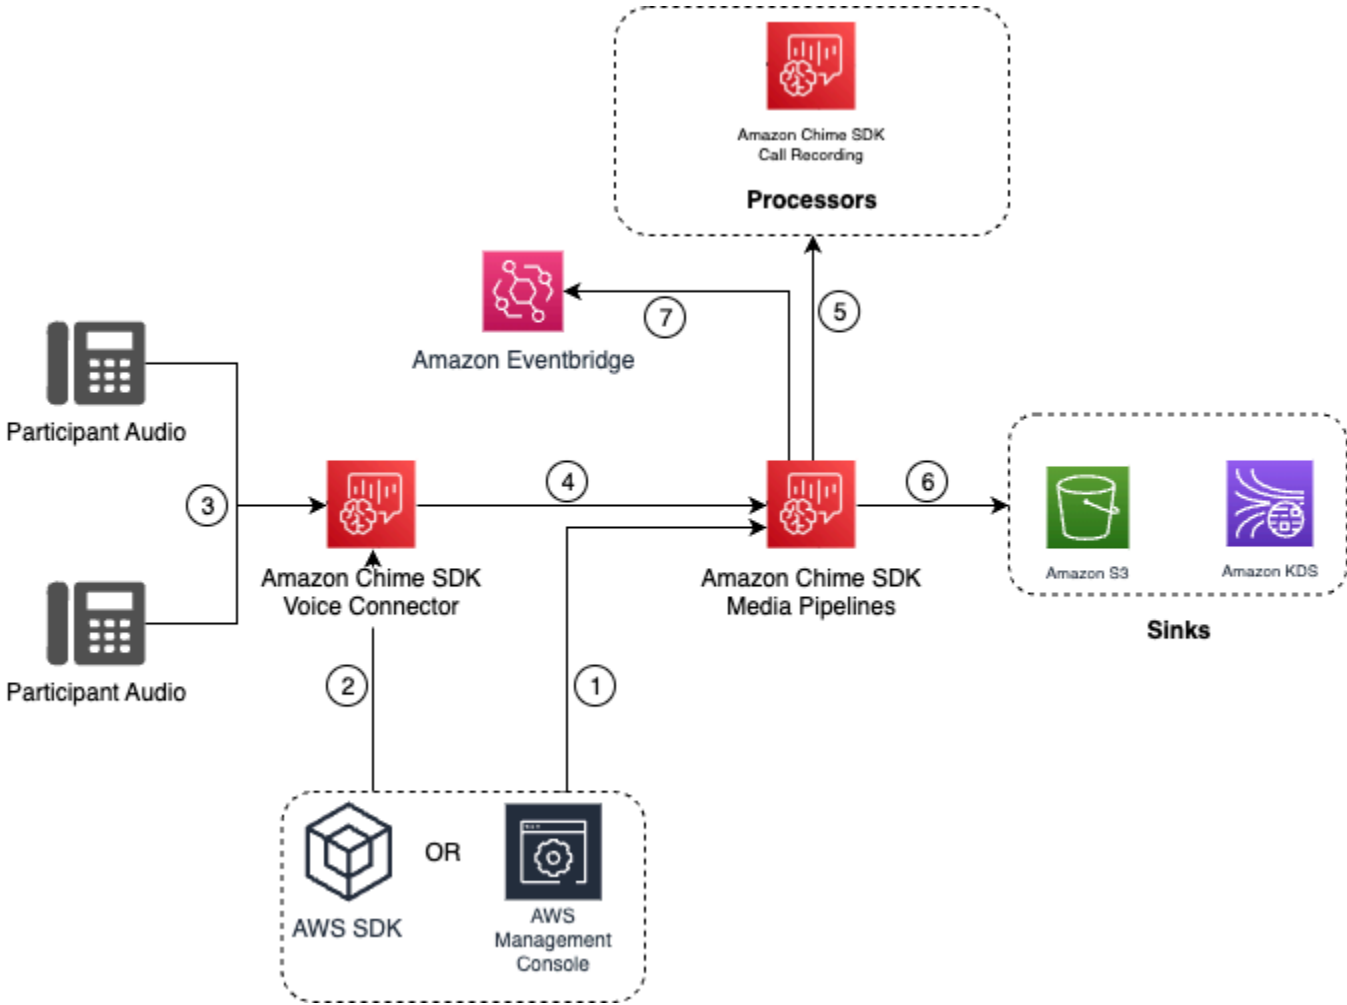 Amazon Chime SDK
Call Recording
Processors
7
5
Amazon Eventbridge
Participant Audio
3
4
6
Amazon Chime SDK
Voice Connector
Amazon Chime SDK
Media Pipelines
Amazon S3
Amazon KDS
Sinks
Participant Audio
2
1
OR
AWS SDK
AWS
Management
Console